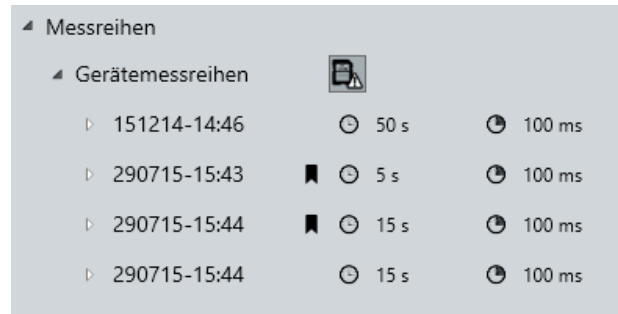 Messreihen
Gerätemessreihen
151214-14:46 50 s 100 ms
290715-15:43 5 s 100 ms
290715-15:44 15 s 100 ms
290715-15:44 15 s 100 ms